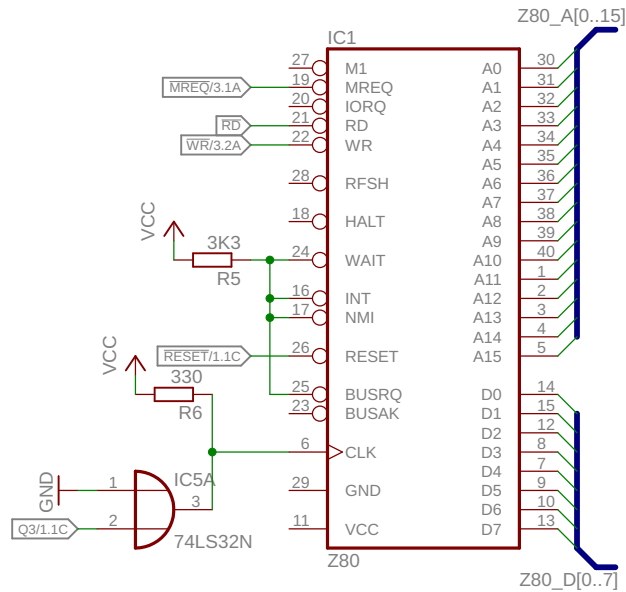 Z80_A[0..15]
IC1
27 M1 A0 30
MREQ/3.1A 19 MREQ A1 31
20 IORQ A2 32
RD 21 RD A3 33
WR/3.2A 22 WR A4 34
A5 35
28 RFSH A6 36
A7 37
18 HALT A8 38
A9 39
VCC 3K3 R5 24 WAIT A10 40
A11 1
16 INT A12 2
17 NMI A13 3
A14 4
RESET/1.1C 26 RESET A15 5
VCC 330 R6 25 BUSRQ D0 14
23 BUSAK D1 15
D2 12
6 CLK D3 8
D4 7
GND 1 IC5A 29 GND D5 9
3 D6 10
Q3/1.1C 2 11 VCC D7 13
74LS32N
Z80
Z80_D[0..7]